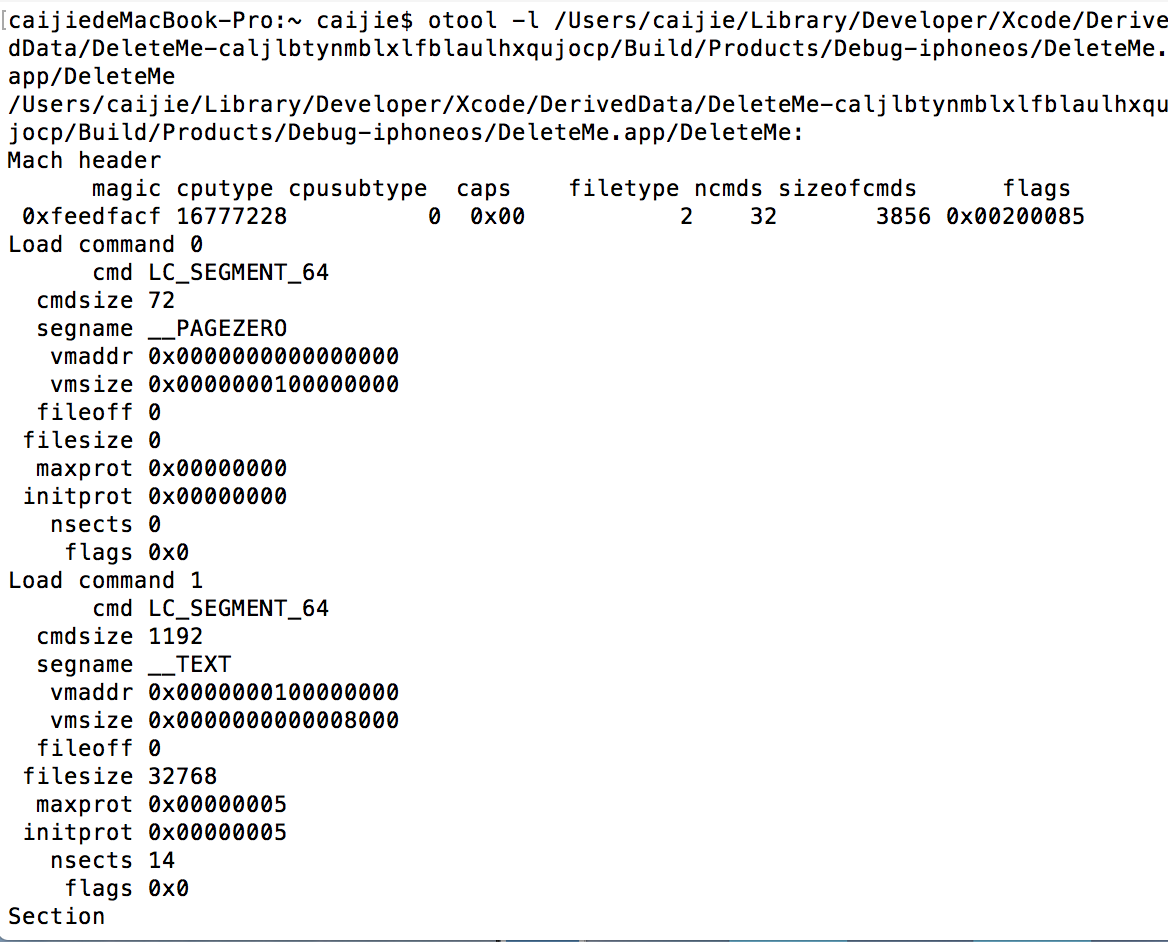 [caijiedeMacBook-Pro:~ caijie$ otool -l /Users/caijie/Library/Developer/Xcode/Derive
dData/DeleteMe-caljlbtynmblxlfblaulhxqujocp/Build/Products/Debug-iphoneos/DeleteMe.
app/DeleteMe
/Users/caijie/Library/Developer/Xcode/DerivedData/DeleteMe-caljlbtynmblxlfblaulhxqu
jocp/Build/Products/Debug-iphoneos/DeleteMe.app/DeleteMe:
Mach header
      magic cputype cpusubtype  caps    filetype ncmds sizeofcmds      flags
 0xfeedfacf 16777228          0  0x00           2    32       3856 0x00200085
Load command 0
      cmd LC_SEGMENT_64
  cmdsize 72
  segname __PAGEZERO
   vmaddr 0x0000000000000000
   vmsize 0x0000000100000000
  fileoff 0
 filesize 0
  maxprot 0x00000000
 initprot 0x00000000
   nsects 0
    flags 0x0
Load command 1
      cmd LC_SEGMENT_64
  cmdsize 1192
  segname __TEXT
   vmaddr 0x0000000100000000
   vmsize 0x0000000000008000
  fileoff 0
 filesize 32768
  maxprot 0x00000005
 initprot 0x00000005
   nsects 14
    flags 0x0
Section